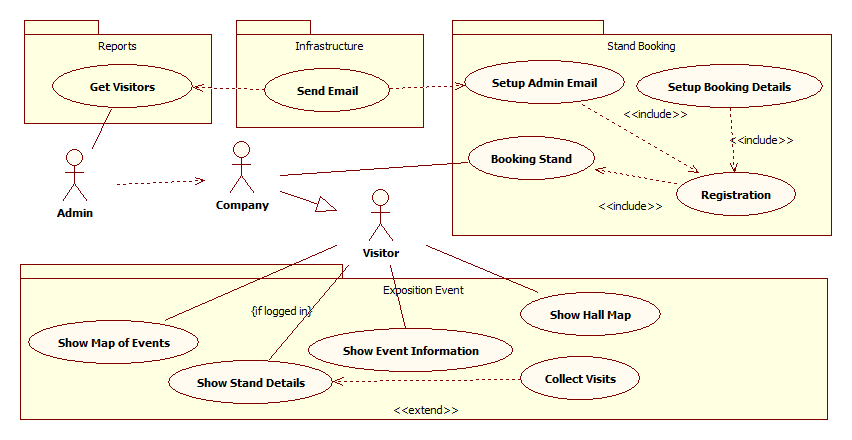 Reports
Infrastructure
Stand Booking
Get Visitors
Send Email
Setup Admin Email
Setup Booking Details
<<include>>
<<include>>
Booking Stand
Registration
<<include>>
Admin
Company
Visitor
Exposition Event
{if logged in}
Show Hall Map
Show Map of Events
Show Event Information
Show Stand Details
Collect Visits
<<extend>>